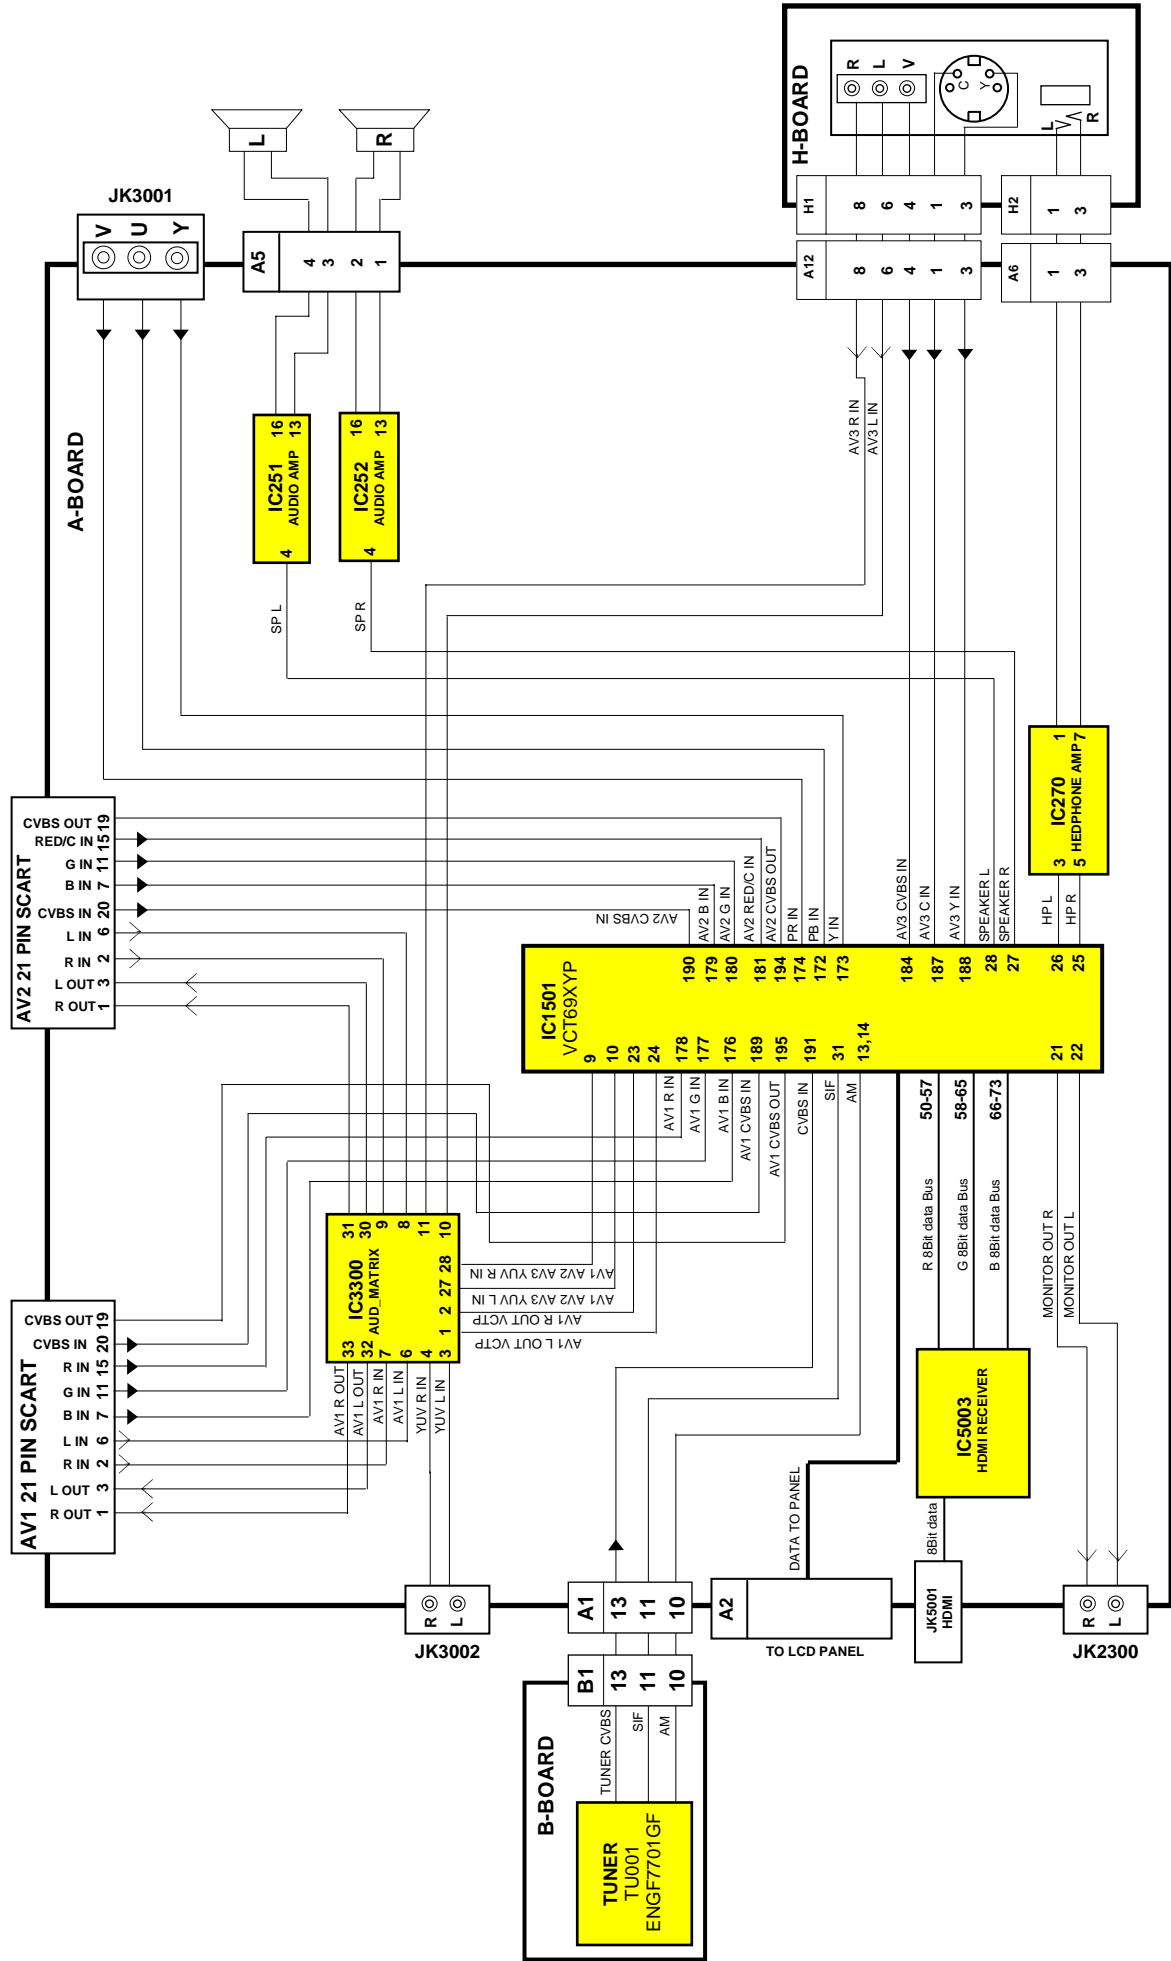 AV1 21 PIN SCART
CVBS OUT 19
CVBS IN 20
R IN 15
G IN 11
B IN 7
L IN 6
R IN 2
L OUT 3
R OUT 1
AV2 21 PIN SCART
CVBS OUT 19
RED/C IN 15
G IN 11
B IN 7
CVBS IN 20
L IN 6
R IN 2
L OUT 3
R OUT 1
JK3001
V
U
Y
A-BOARD
A5
4
3
2
1
L
R
IC251
AUDIO AMP
16
13
4
IC252
AUDIO AMP
16
13
4
SP L
SP R
H-BOARD
R
L
V
C
Y
L
R
H1
8
6
4
1
3
H2
1
3
A12
8
6
4
1
3
A6
1
3
AV3 R IN
AV3 L IN
IC270
HEDPHONE AMP
1
7
3
5
HP L
HP R
IC3300
AUD_MATRIX
31
30
9
8
11
10
33
32
7
6
4
3
1
2
27
28
AV1 R OUT
AV1 L OUT
AV1 R IN
AV1 L IN
YUV R IN
YUV L IN
AV1 AV2 AV3 YUV R IN
AV1 AV2 AV3 YUV L IN
AV1 R OUT VCTP
AV1 L OUT VCTP
IC1501
VCT69XYP
9
10
23
24
178
177
176
189
195
191
31
13,14
21
22
190
179
180
181
194
174
172
173
184
187
188
28
27
26
25
AV2 CVBS IN
AV2 B IN
AV2 G IN
AV2 RED/C IN
AV2 CVBS OUT
PR IN
PB IN
Y IN
AV3 CVBS IN
AV3 C IN
AV3 Y IN
SPEAKER L
SPEAKER R
AV1 R IN
AV1 G IN
AV1 B IN
AV1 CVBS IN
AV1 CVBS OUT
CVBS IN
SIF
AM
50-57
58-65
66-73
R 8Bit data Bus
G 8Bit data Bus
B 8Bit data Bus
MONITOR OUT R
MONITOR OUT L
IC5003
HDMI RECEIVER
8Bit data
JK5001
HDMI
DATA TO PANEL
A2
TO LCD PANEL
R
L
JK3002
R
L
JK2300
A1
13
11
10
B1
13
11
10
B-BOARD
TUNER CVBS
SIF
AM
TUNER
TU001
ENGF7701GF